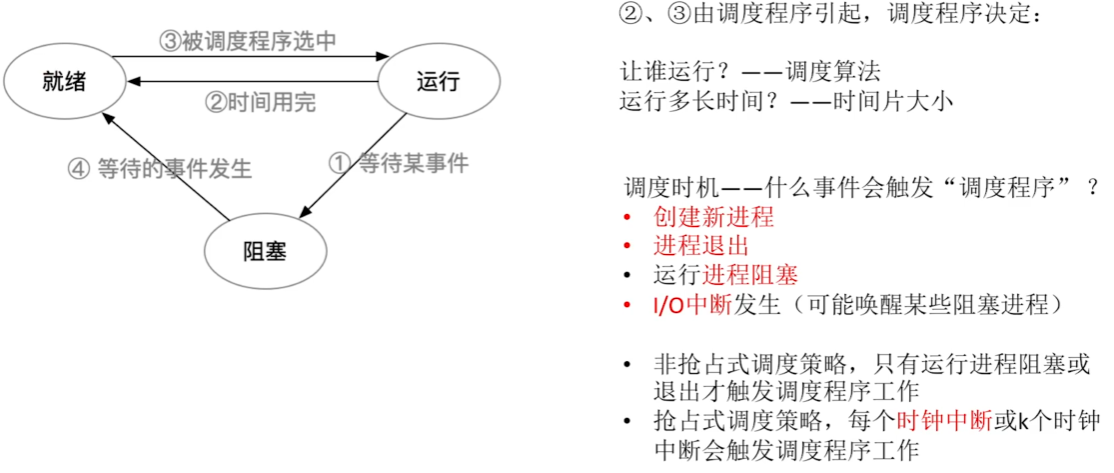 ③被调度程序选中
就绪
运行
②时间用完
④ 等待的事件发生
① 等待某事件
阻塞
②、③由调度程序引起，调度程序决定：
让谁运行？——调度算法
运行多长时间？——时间片大小
调度时机——什么事件会触发“调度程序”？
• 创建新进程
• 进程退出
• 运行进程阻塞
• I/O中断发生（可能唤醒某些阻塞进程）
• 非抢占式调度策略，只有运行进程阻塞或
退出才触发调度程序工作
• 抢占式调度策略，每个时钟中断或k个时钟
中断会触发调度程序工作